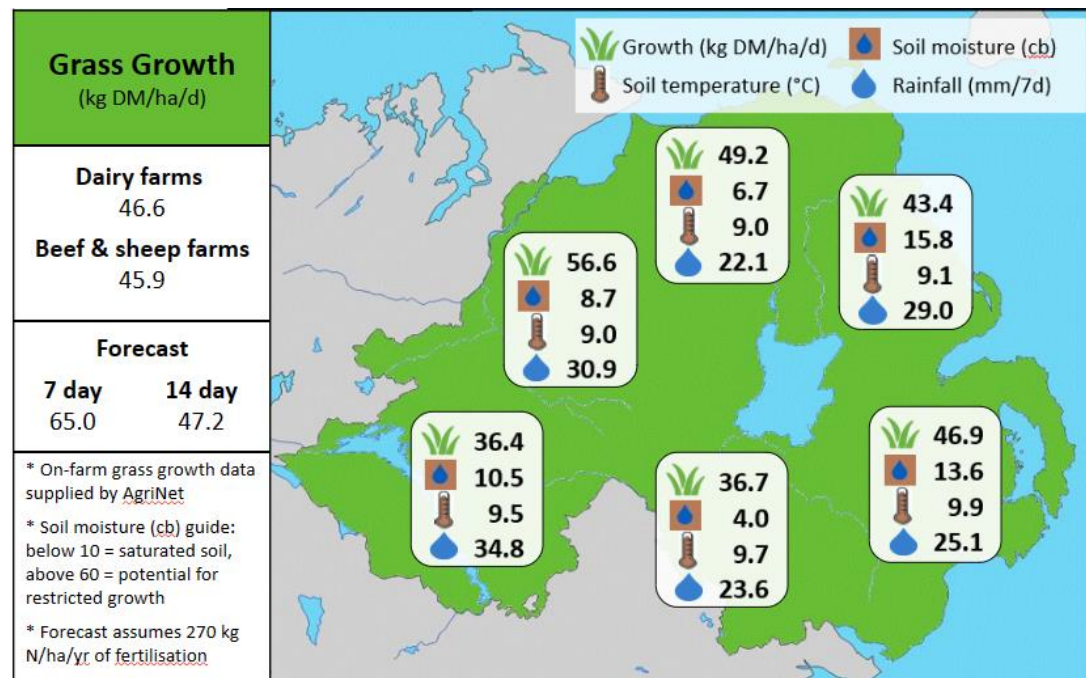 Grass Growth
(kg DM/ha/d)
Dairy farms
46.6
Beef & sheep farms
45.9
Forecast
7 day 14 day
65.0 47.2
* On-farm grass growth data
supplied by AgriNet
* Soil moisture (cb) guide:
below 10 = saturated soil,
above 60 = potential for
restricted growth
* Forecast assumes 270 kg
N/ha/yr of fertilisation
Growth (kg DM/ha/d) Soil moisture (cb)
Soil temperature (°C) Rainfall (mm/7d)
49.2
6.7
9.0
22.1
43.4
15.8
9.1
29.0
56.6
8.7
9.0
30.9
36.4
10.5
9.5
34.8
36.7
4.0
9.7
23.6
46.9
13.6
9.9
25.1